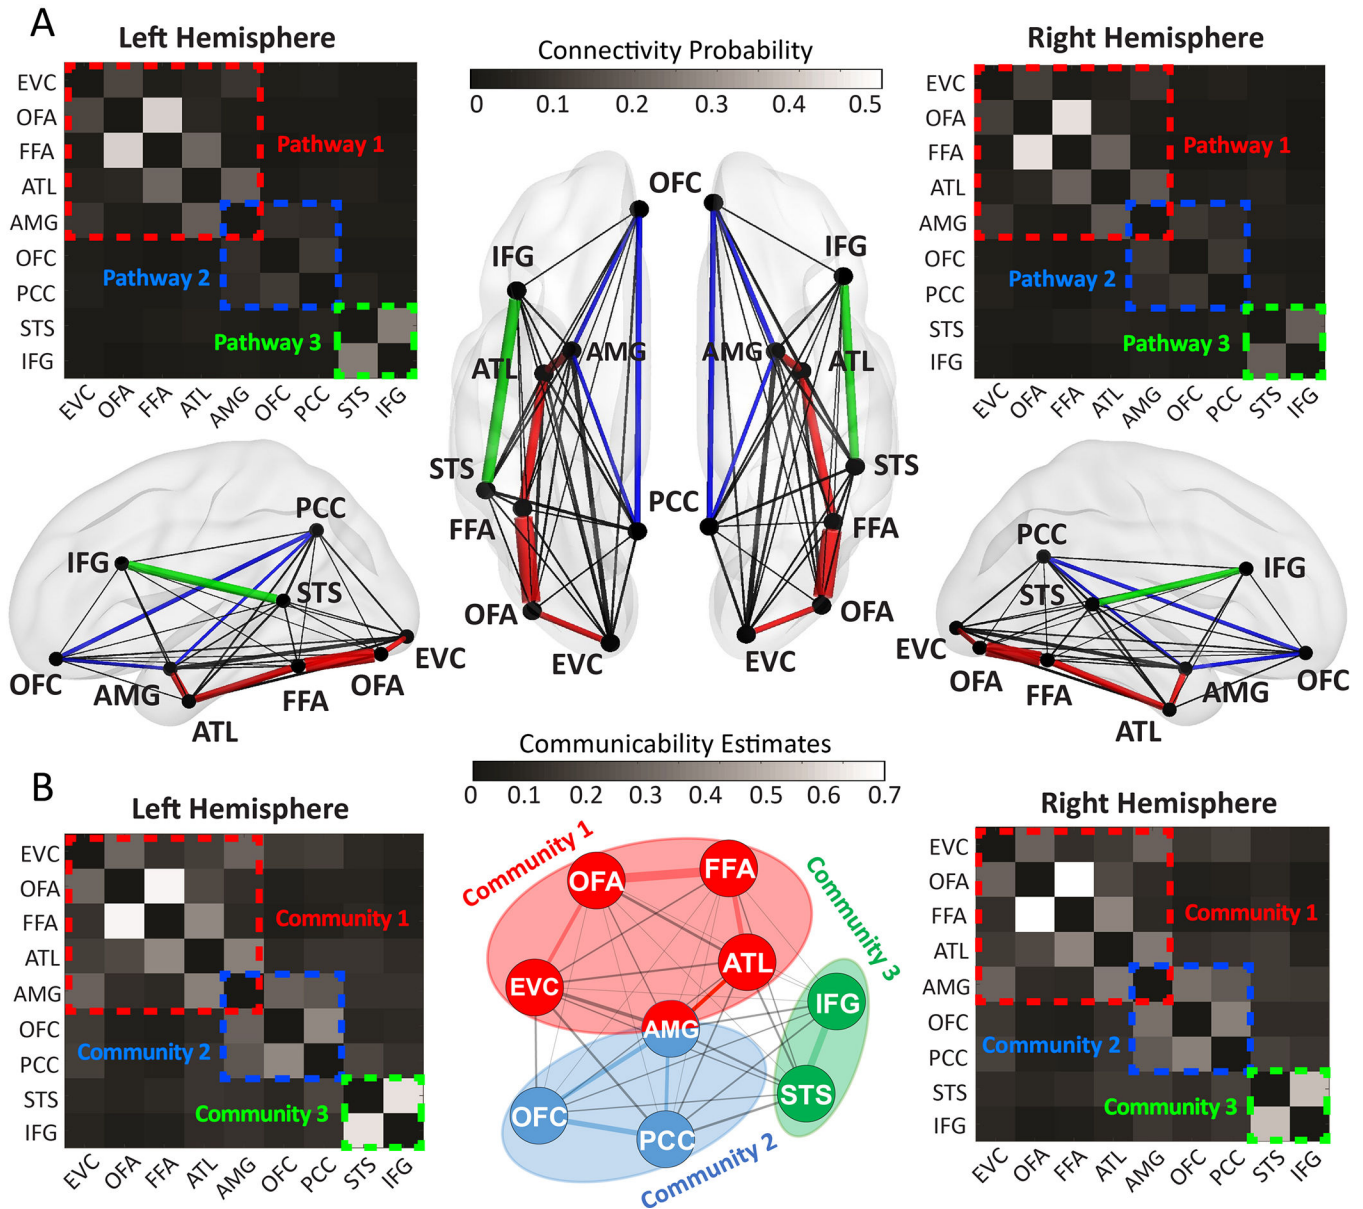 A
Left Hemisphere
EVC
OFA
FFA
ATL
AMG
OFC
PCC
STS
IFG
Pathway 1
Pathway 2
Pathway 3
EVC OFA FFA ATL AMG OFC PCC STS IFG
Connectivity Probability
0 0.1 0.2 0.3 0.4 0.5
Right Hemisphere
EVC
OFA
FFA
ATL
AMG
OFC
PCC
STS
IFG
Pathway 1
Pathway 2
Pathway 3
EVC OFA FFA ATL AMG OFC PCC STS IFG
OFC
IFG
IFG
ATL
AMG
AMG
ATL
STS
STS
PCC
FFA
FFA
OFA
OFA
EVC
EVC
PCC
IFG
STS
OFC
AMG
ATL
FFA
OFA
EVC
PCC
IFG
STS
EVC
OFA
FFA
ATL
AMG
OFC
B
Left Hemisphere
EVC
OFA
FFA
ATL
AMG
OFC
PCC
STS
IFG
Community 1
Community 2
Community 3
EVC OFA FFA ATL AMG OFC PCC STS IFG
Communicability Estimates
0 0.1 0.2 0.3 0.4 0.5 0.6 0.7
Community 1
OFA
FFA
Community 3
EVC
ATL
IFG
AMG
OFC
PCC
STS
Community 2
Right Hemisphere
EVC
OFA
FFA
ATL
AMG
OFC
PCC
STS
IFG
Community 1
Community 2
Community 3
EVC OFA FFA ATL AMG OFC PCC STS IFG